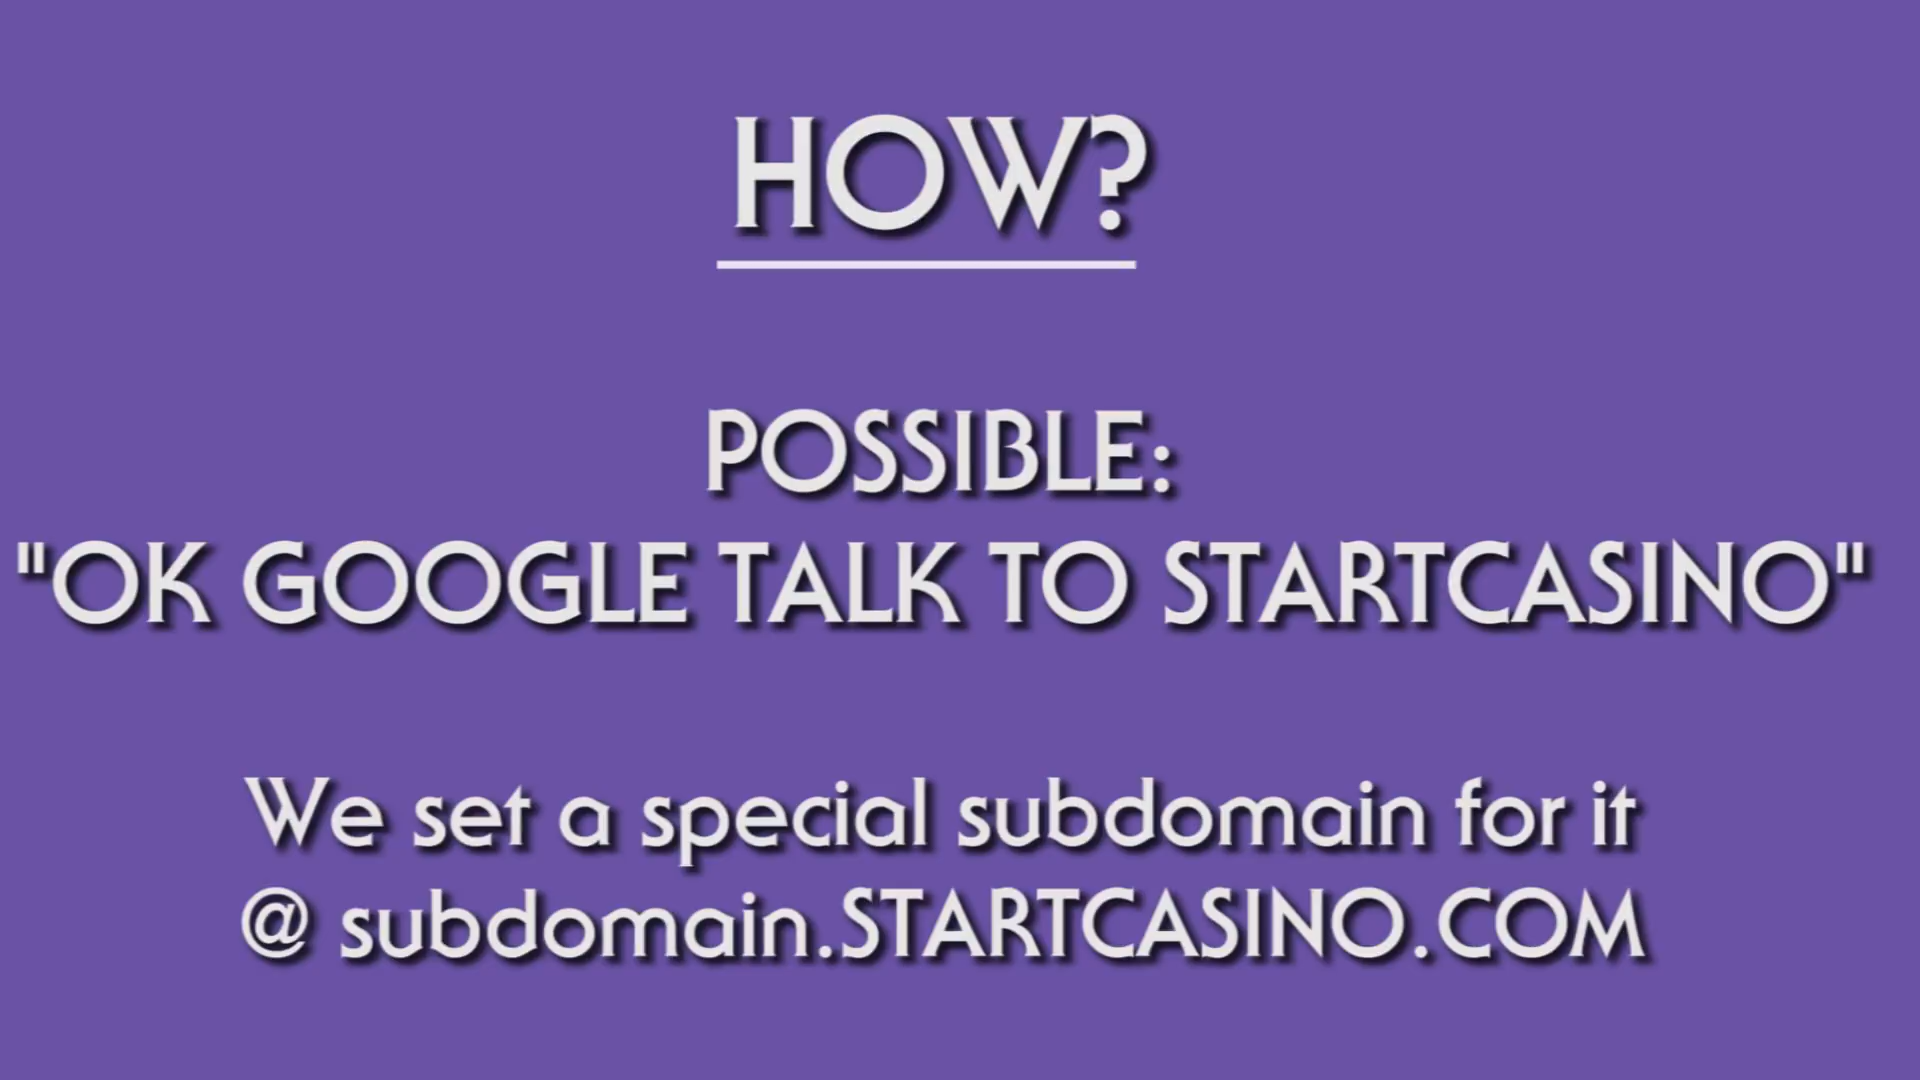 HOW?
POSSIBLE:
"OK GOOGLE TALK TO STARTCASINO"
We set a special subdomain for it
@ subdomain.STARTCASINO.COM